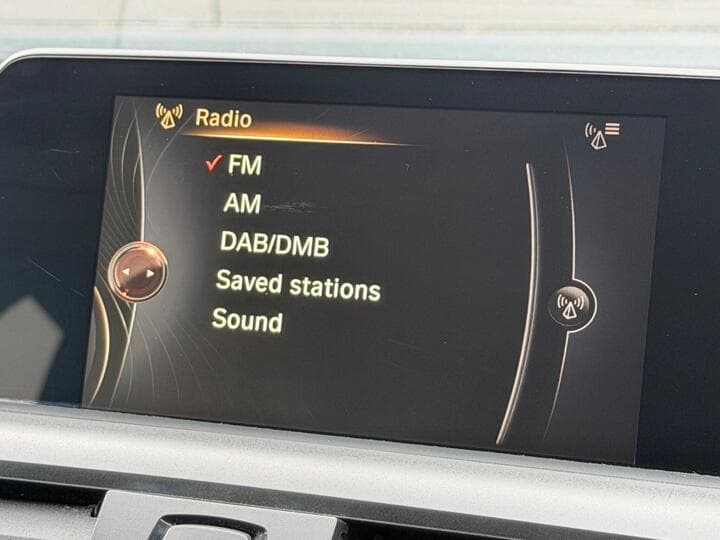 Radio
FM
AM
DAB/DMB
Saved stations
Sound